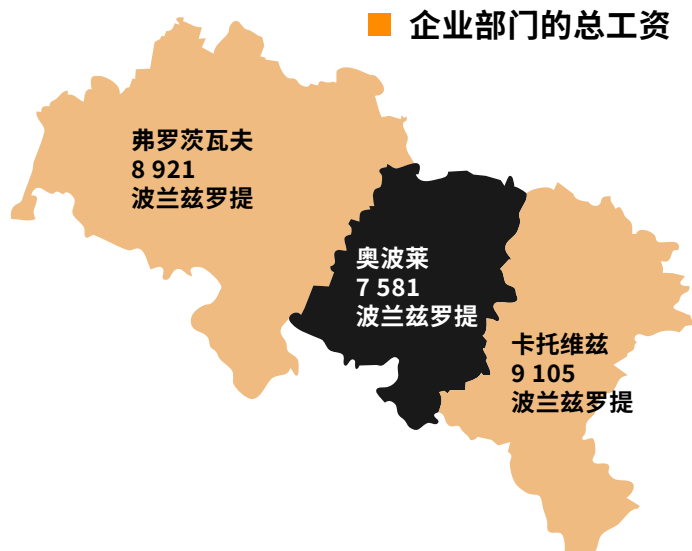 企业部门的总工资
弗罗茨瓦夫
8 921
波兰兹罗提
奥波莱
7 581
波兰兹罗提
卡托维兹
9 105
波兰兹罗提